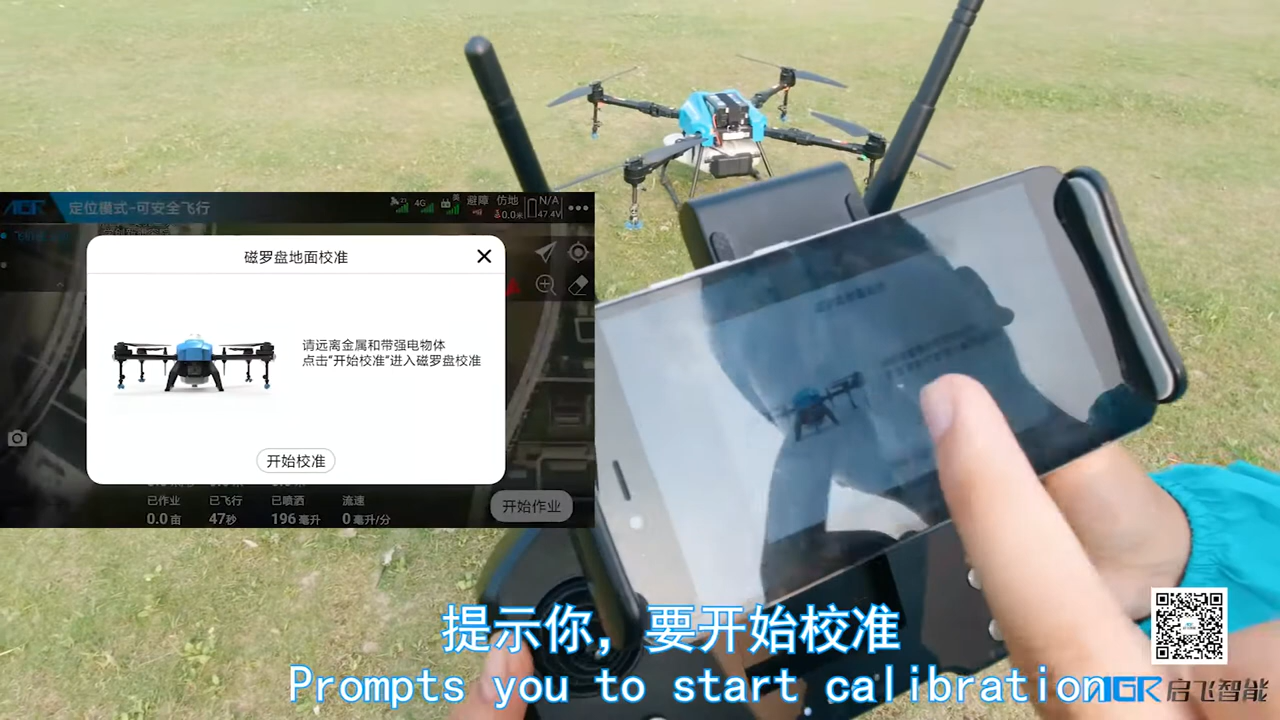 AIGR
定位模式-可安全飞行
4G
避障
仿地
0.0米
N/A
47.4V
磁罗盘地面校准
请远离金属和带强电物体
点击“开始校准”进入磁罗盘校准
开始校准
已作业 已飞行 已喷洒 流速
0.0亩 47秒 196毫升 0毫升/分
开始作业
提示你，要开始校准
Prompts you to start calibration
AIGR 启飞智能